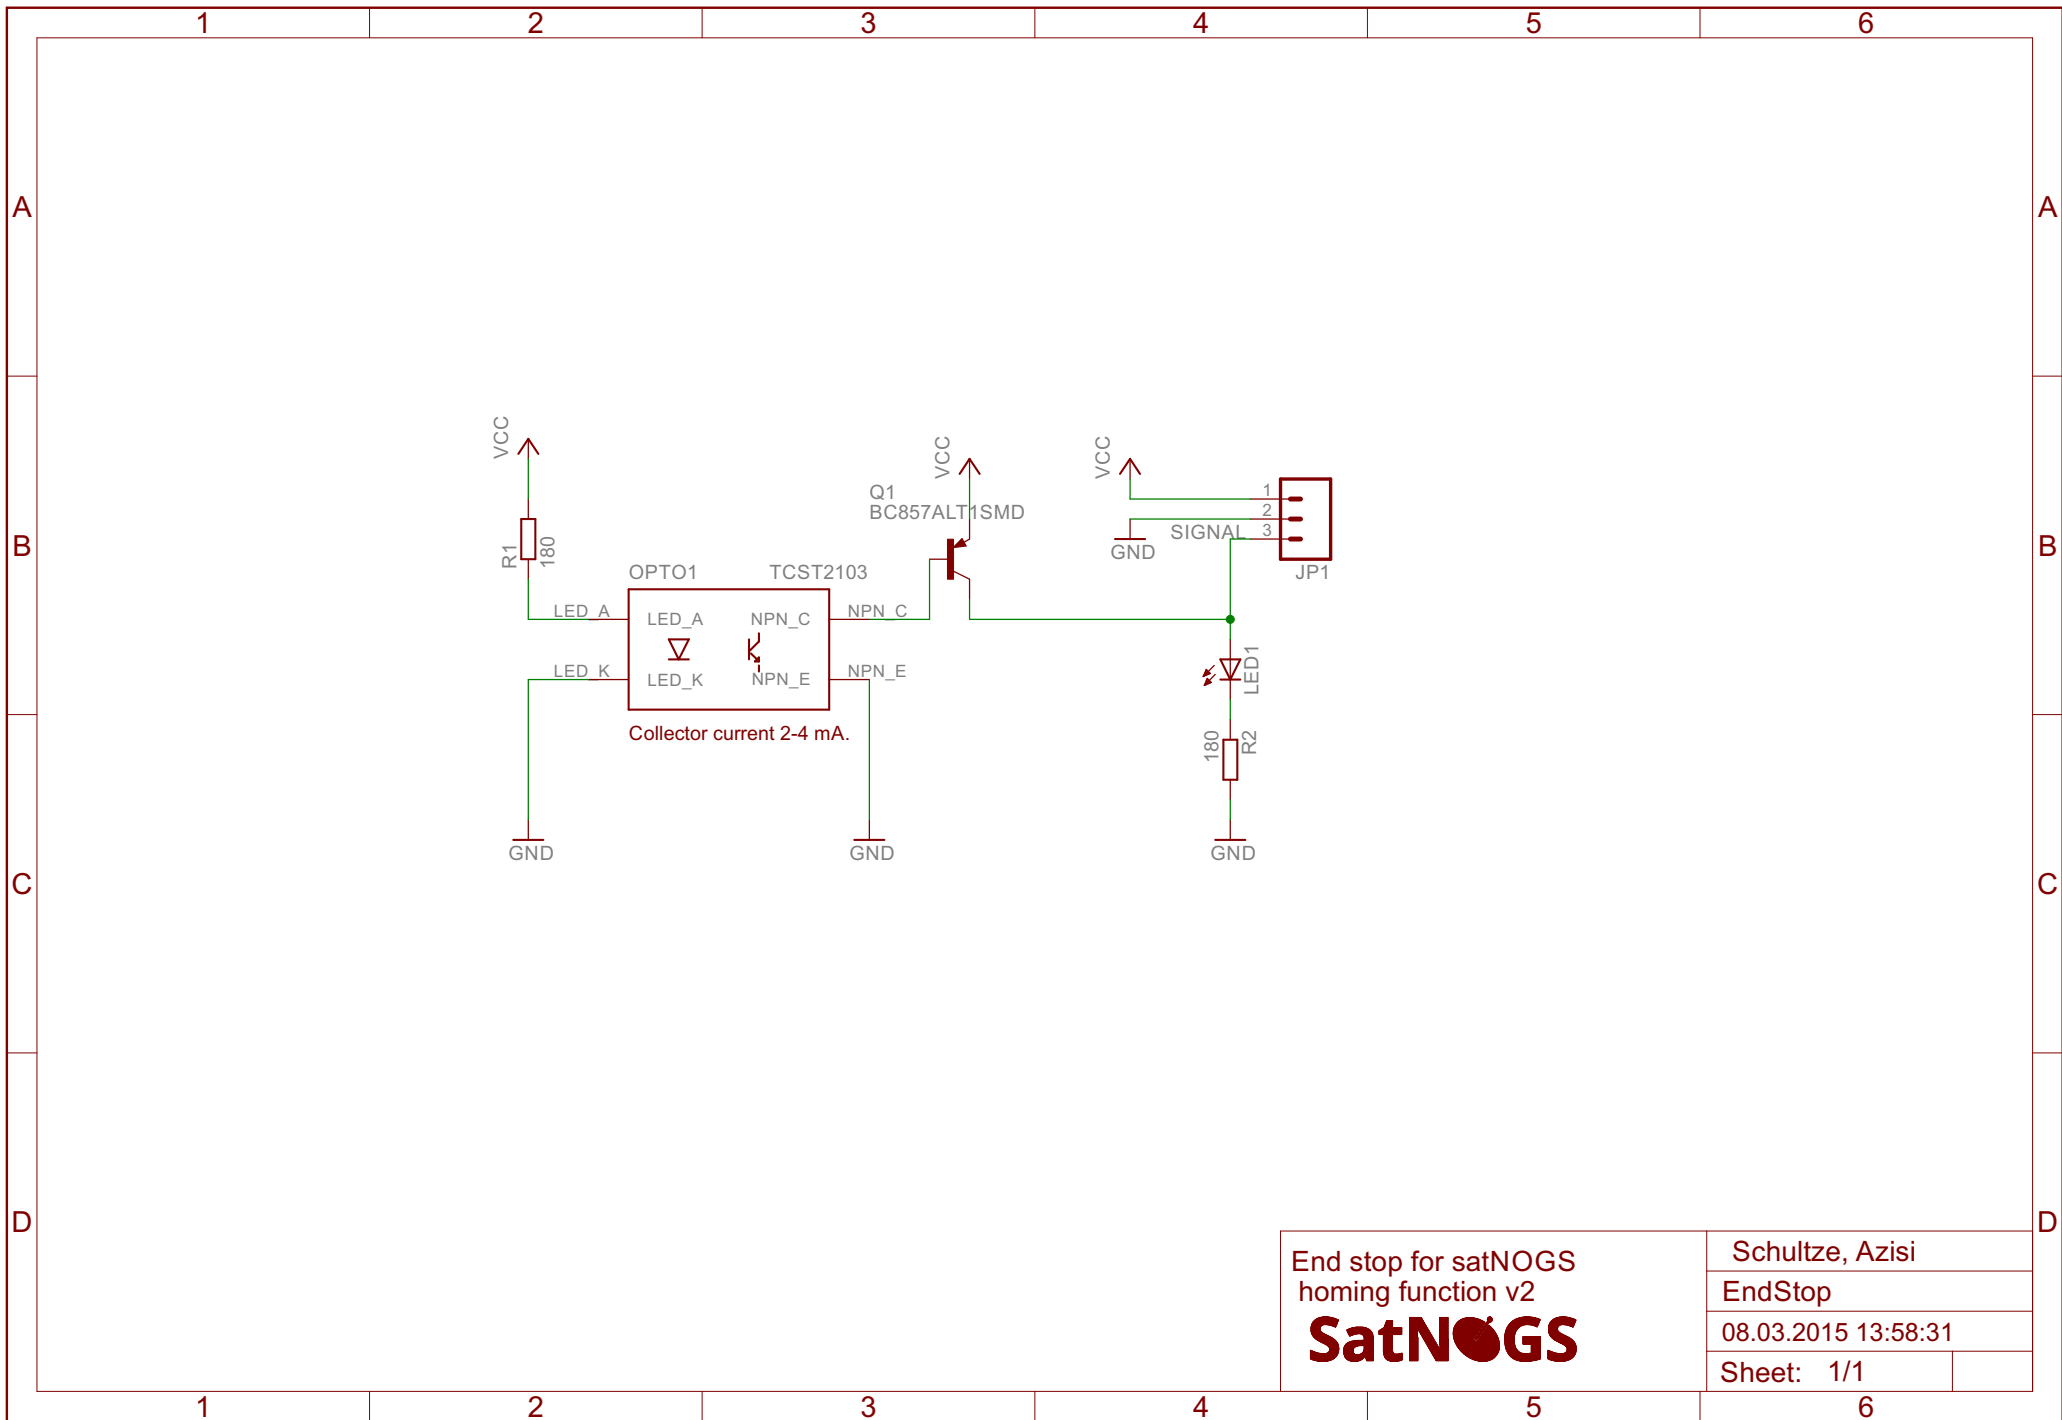 1 2 3 4 5 6
A A
VCC
VCC
VCC
Q1
BC857ALT1SMD
1
2
SIGNAL 3
GND
JP1
B B
R1
180
OPTO1 TCST2103
LED_A LED_A NPN_C NPN_C
LED_K LED_K NPN_E NPN_E
LED1
Collector current 2-4 mA.
180
R2
GND GND GND
C C
D D
End stop for satNOGS
homing function v2
SatNOGS
Schultze, Azisi
EndStop
08.03.2015 13:58:31
Sheet: 1/1
1 2 3 4 5 6